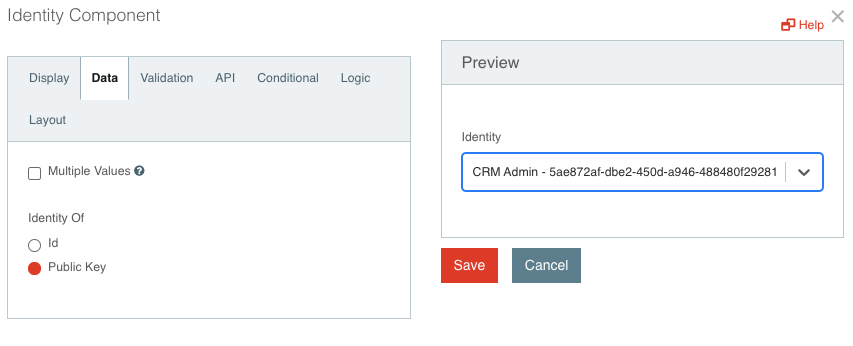 Identity Component
Help
Display Data Validation API Conditional Logic
Layout
Multiple Values
Identity Of
Id
Public Key
Preview
Identity
CRM Admin - 5ae872af-dbe2-450d-a946-488480f29281
Save Cancel